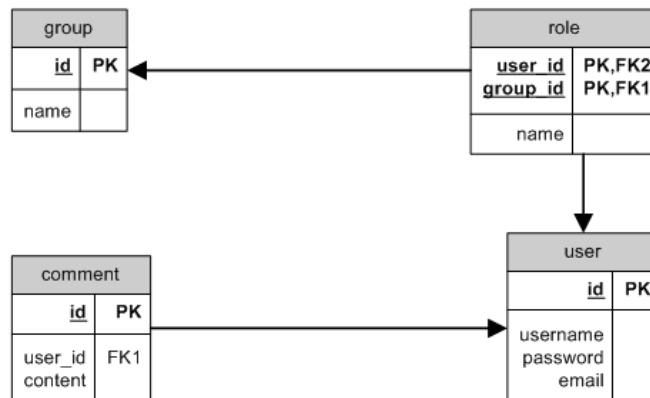 group
id PK
name
role
user_id PK,FK2
group_id PK,FK1
name
comment
id PK
user_id FK1
content
user
id PK
username
password
email